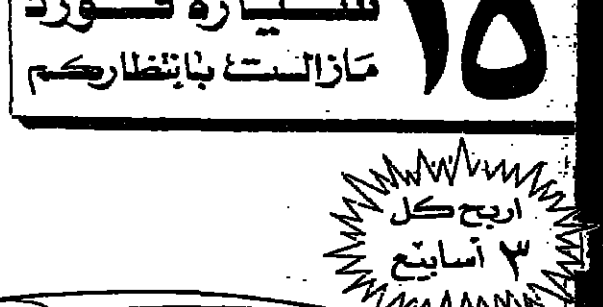 ١٥ سيارة فورد
مازالت بانتظاركم
اربح كل
٣ أسابيع